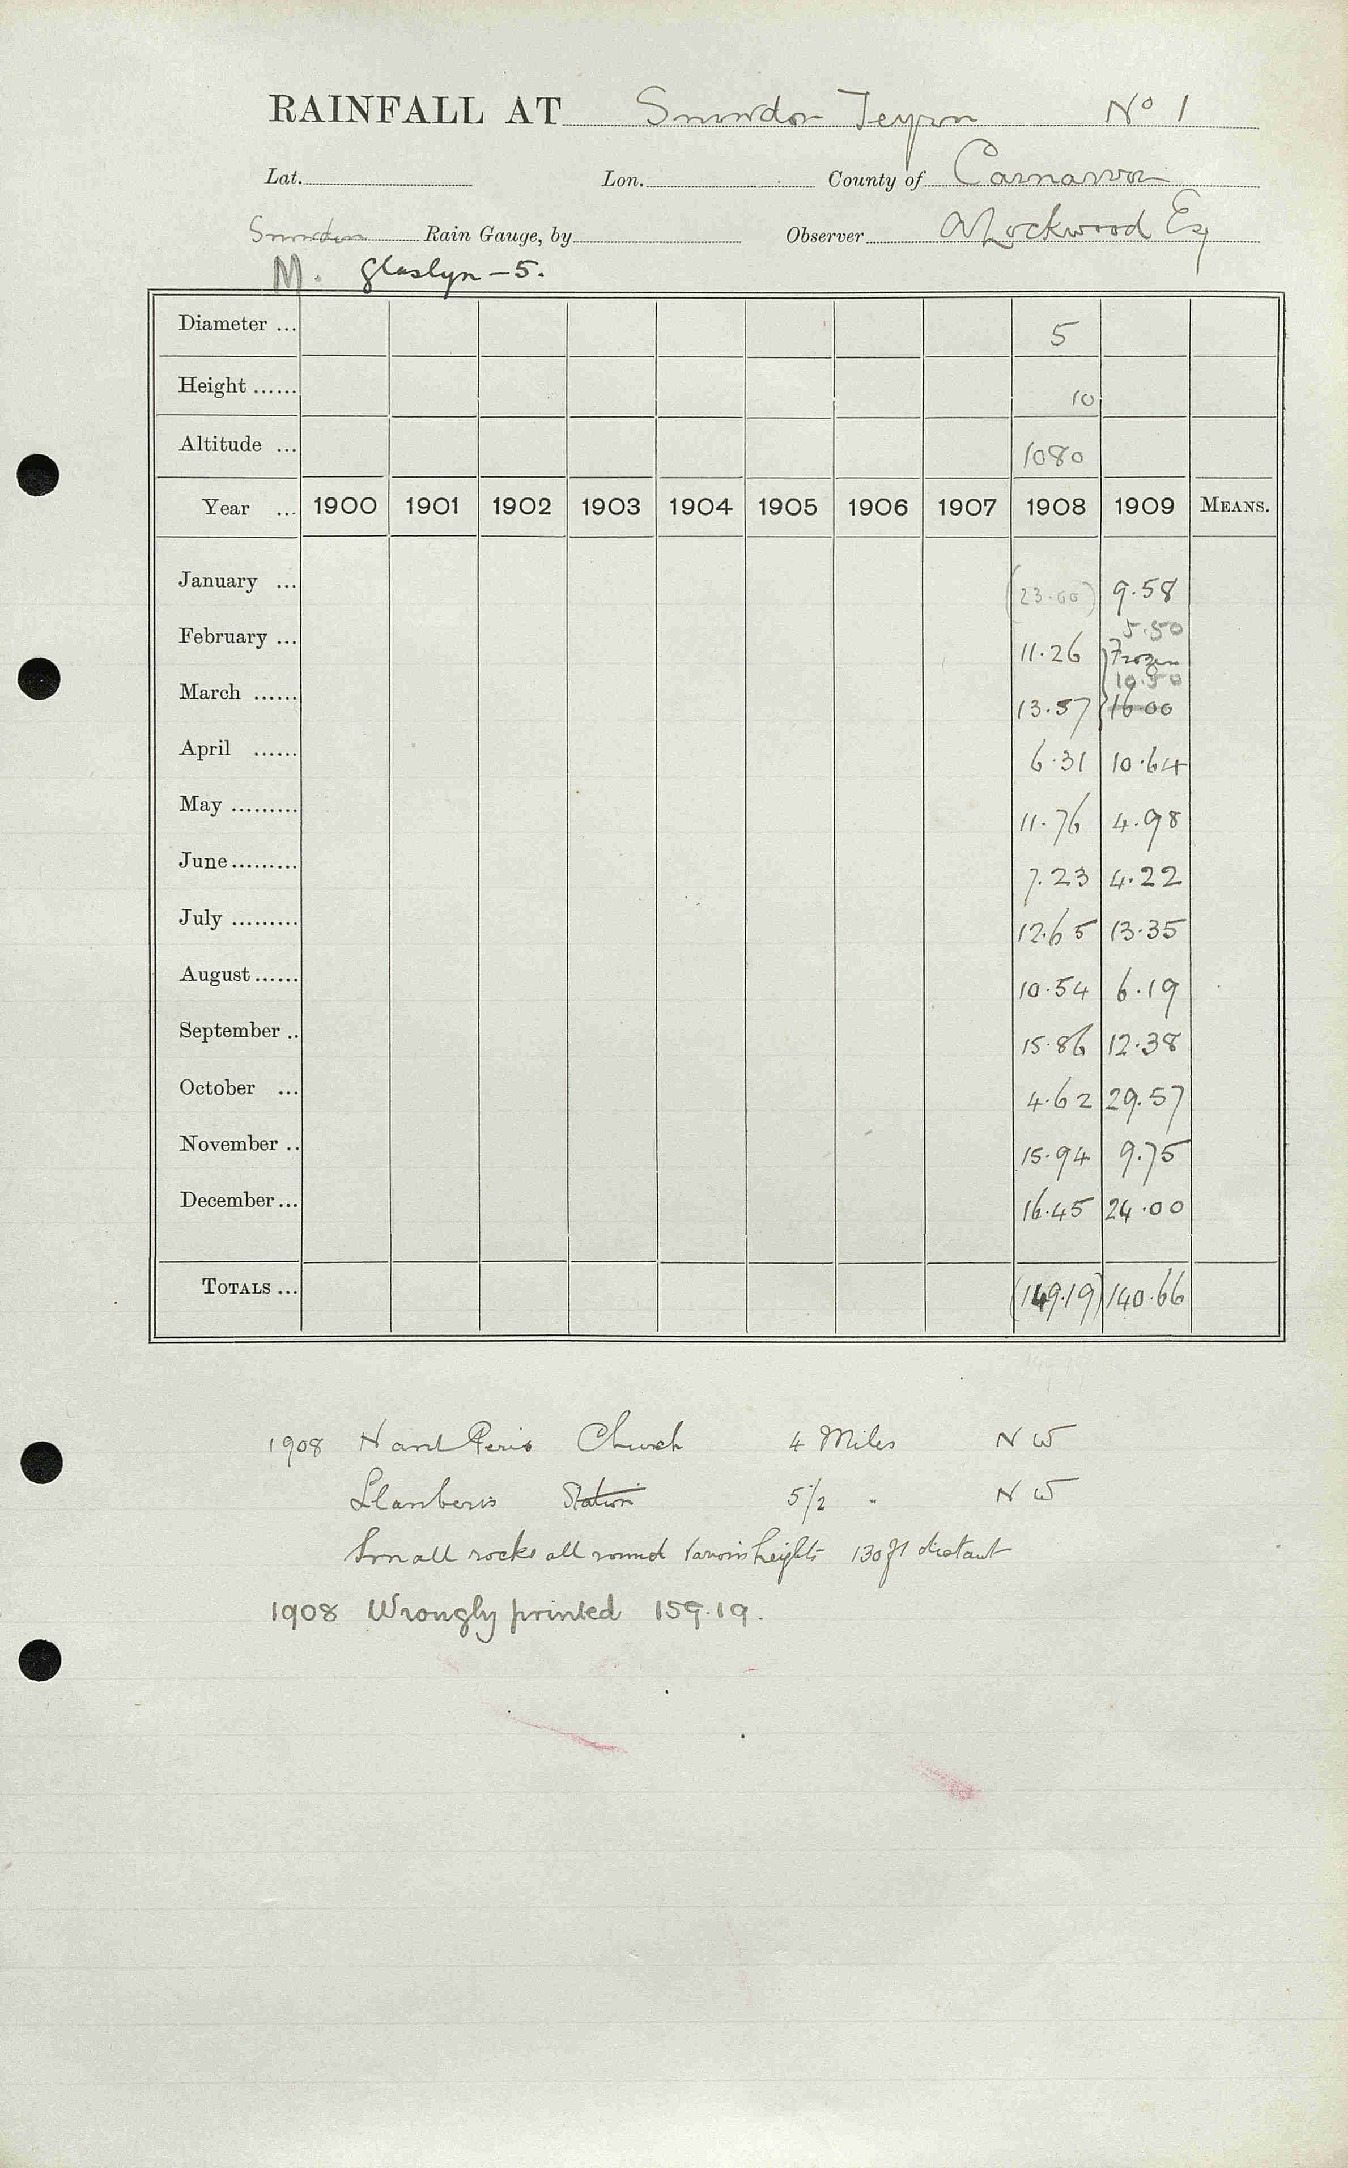 RAINFALL AT Snowdon Teyrn No 1
Lat. Lon. County of Carnarvon
Snowdon Rain Gauge, by Observer Lockwood Esq
M. Glaslyn – 5.
Diameter ... 5
Height ...... 10
Altitude ... 1080
Year ... 1900 1901 1902 1903 1904 1905 1906 1907 1908 1909 MEANS.
January ... (23.00) 9.58
5.50
February ... 11.26 Frozen
10.50
March ...... 13.57 16.00
April ...... 6.31 10.64
May ......... 11.76 4.98
June ......... 7.23 4.22
July ......... 12.65 13.35
August ...... 10.54 6.19
September .. 15.86 12.38
October ... 4.62 29.57
November .. 15.94 9.75
December ... 16.45 24.00
TOTALS ... (149.19) 140.66
1908 Nant Peris Church 4 Miles N W
Llanberis Station 5½ " N W
Small rocks all round various heights 130 ft distant
1908 Wrongly printed 159.19.